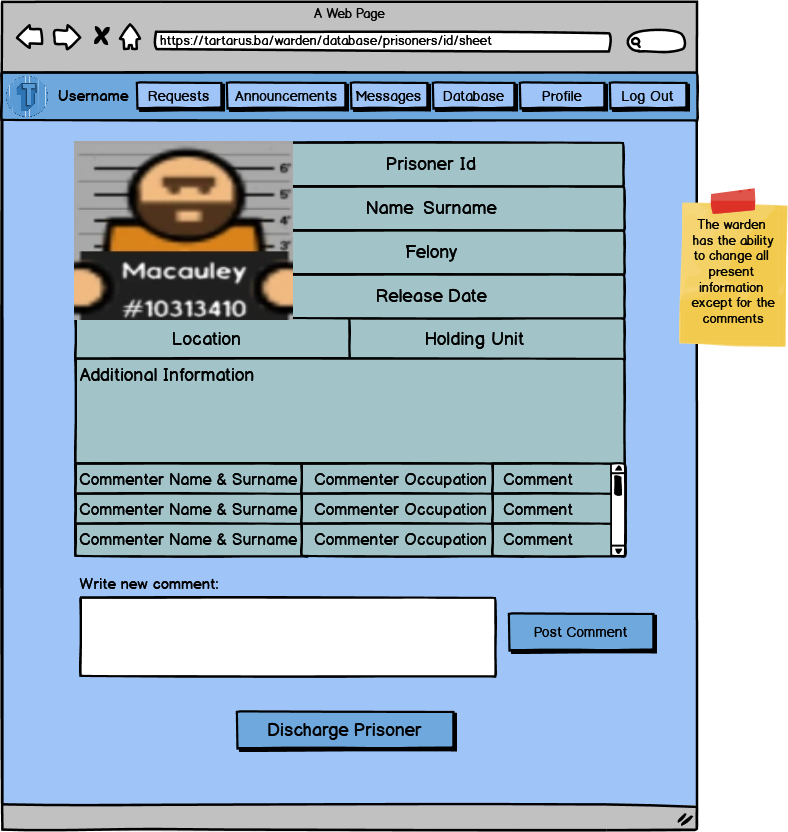 A Web Page
https://tartarus.ba/warden/database/prisoners/id/sheet
T
Username
Requests
Announcements
Messages
Database
Profile
Log Out
6'
5'
4'
3'
Macauley
#10313410
Prisoner Id
Name Surname
Felony
Release Date
Location
Holding Unit
Additional Information
Commenter Name & Surname
Commenter Occupation
Comment
Commenter Name & Surname
Commenter Occupation
Comment
Commenter Name & Surname
Commenter Occupation
Comment
Write new comment:
Post Comment
Discharge Prisoner
The warden
has the ability
to change all
present
information
except for the
comments